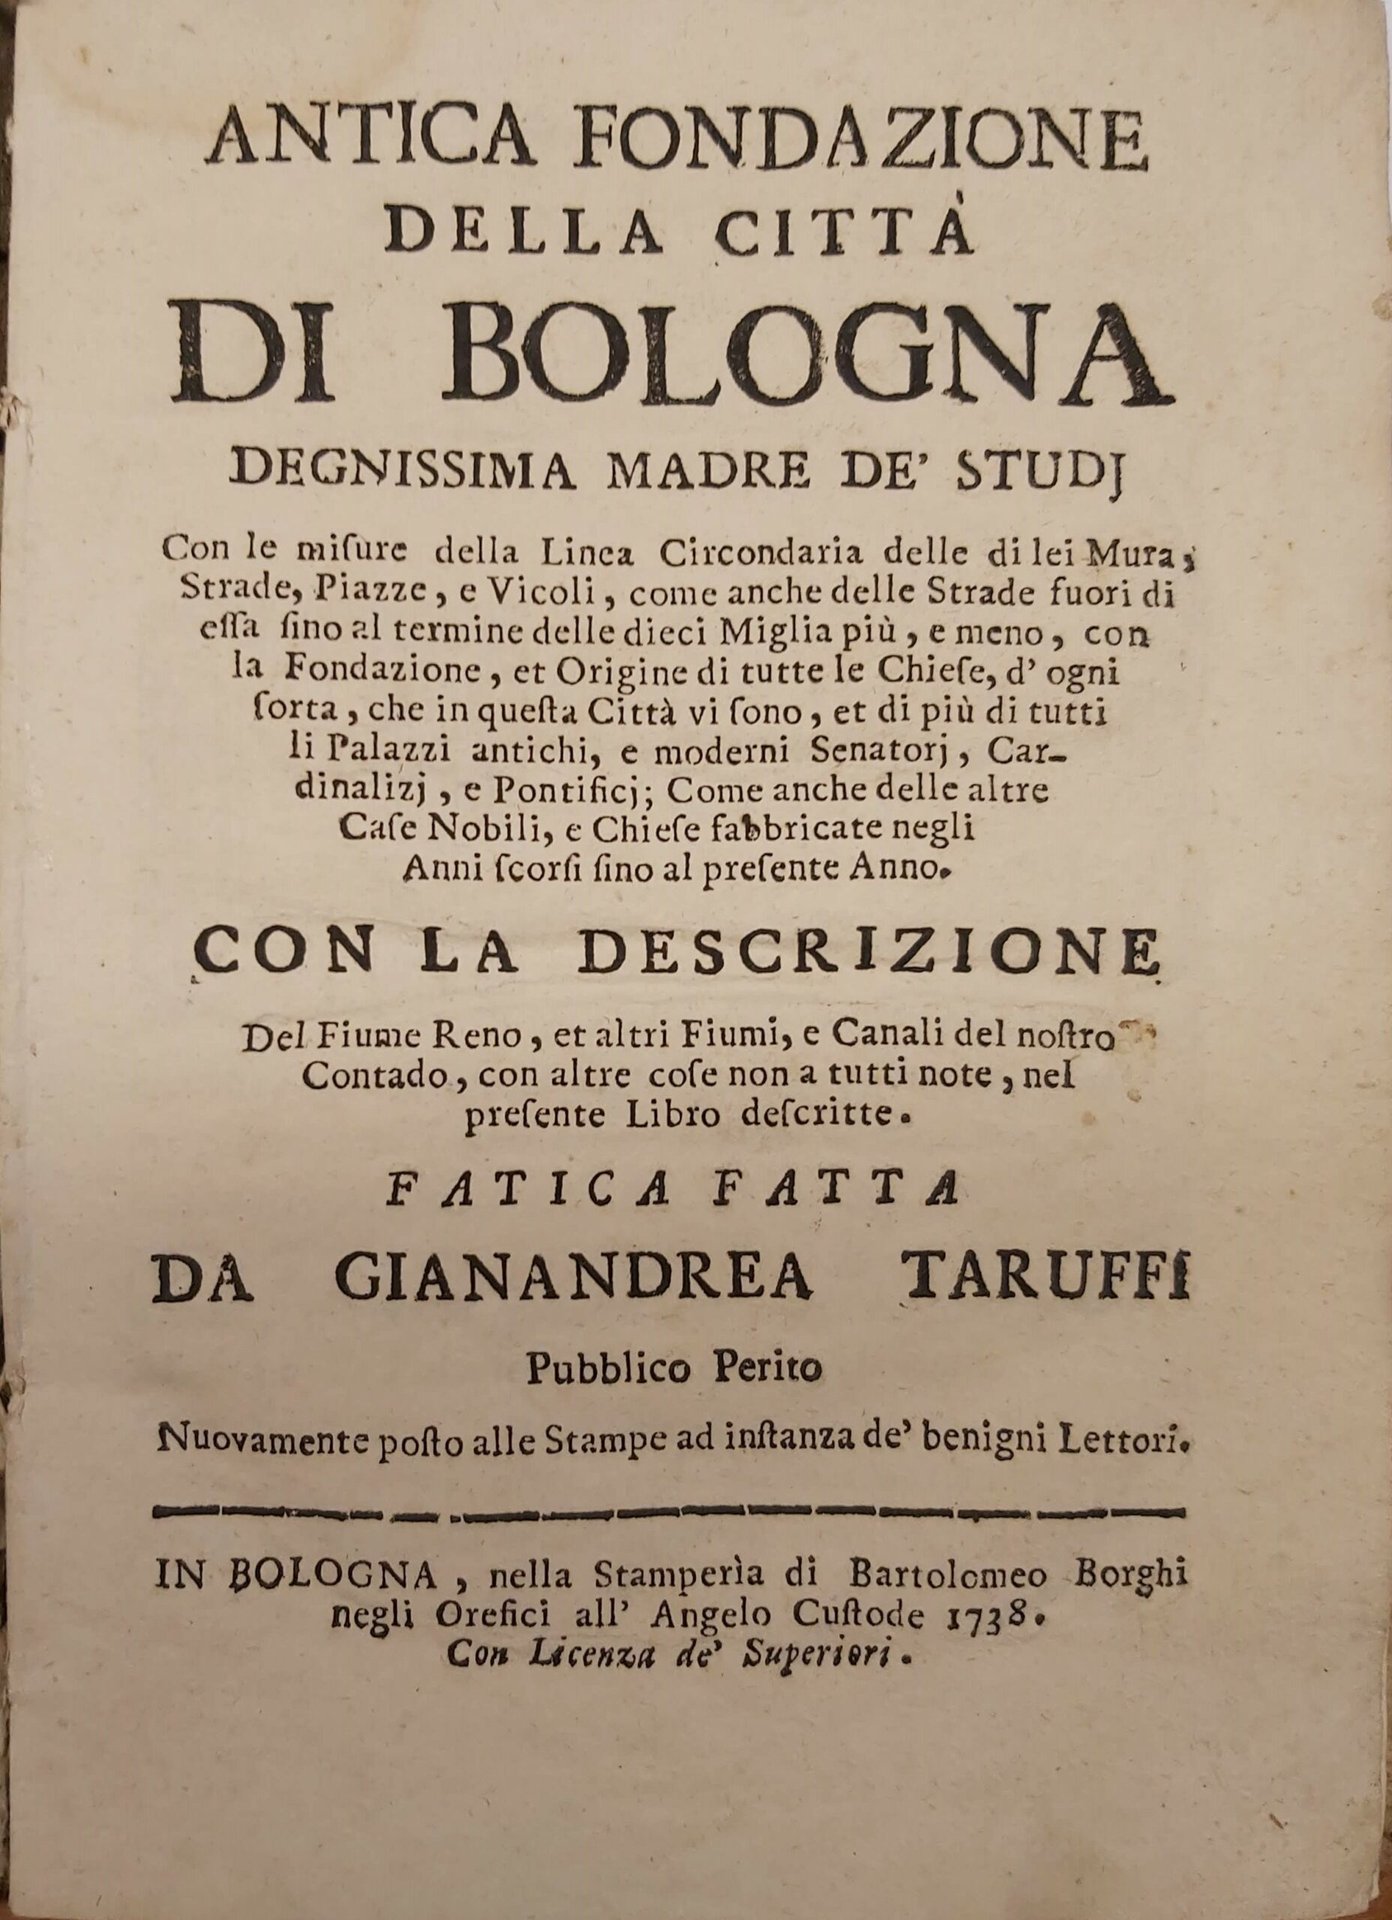 ANTICA FONDAZIONE
DELLA CITTÀ
DI BOLOGNA
DEGNISSIMA MADRE DE' STUDJ
Con le miſure della Linea Circondaria delle di lei Mura,
Strade, Piazze, e Vicoli, come anche delle Strade fuori di
eſſa ſino al termine delle dieci Miglia più, e meno, con
la Fondazione, et Origine di tutte le Chieſe, d' ogni
ſorta, che in queſta Città vi ſono, et di più di tutti
li Palazzi antichi, e moderni Senatorj, Car-
dinalizj, e Pontificj; Come anche delle altre
Caſe Nobili, e Chieſe fabbricate negli
Anni ſcorſi ſino al preſente Anno.
CON LA DESCRIZIONE
Del Fiume Reno, et altri Fiumi, e Canali del noſtro
Contado, con altre coſe non a tutti note, nel
preſente Libro deſcritte.
FATICA FATTA
DA GIANANDREA TARUFFI
Pubblico Perito
Nuovamente poſto alle Stampe ad inſtanza de' benigni Lettori.
IN BOLOGNA, nella Stamperìa di Bartolomeo Borghi
negli Orefici all' Angelo Cuſtode 1738.
Con Licenza de' Superiori.